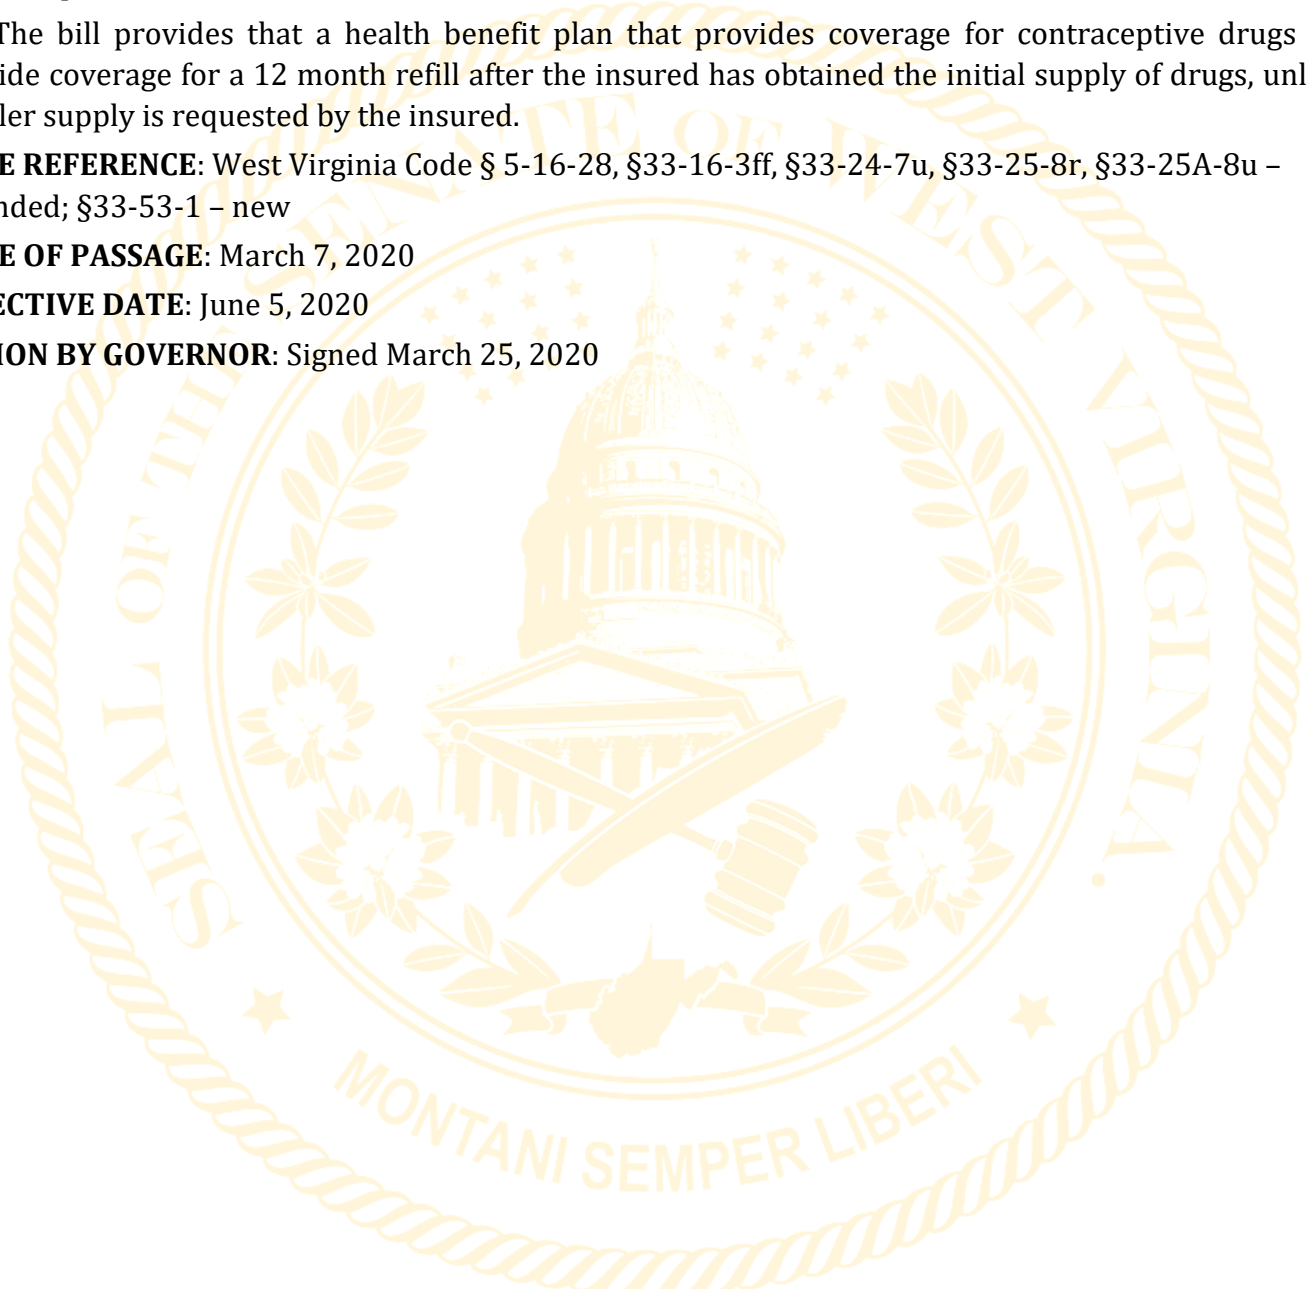 The bill provides that a health benefit plan that provides coverage for contraceptive drugs
ide coverage for a 12 month refill after the insured has obtained the initial supply of drugs, unl
ler supply is requested by the insured.
E REFERENCE: West Virginia Code § 5-16-28, §33-16-3ff, §33-24-7u, §33-25-8r, §33-25A-8u –
nded; §33-53-1 – new
E OF PASSAGE: March 7, 2020
ECTIVE DATE: June 5, 2020
ION BY GOVERNOR: Signed March 25, 2020
SEAL OF THE SENATE OF WEST VIRGINIA
MONTANI SEMPER LIBERI